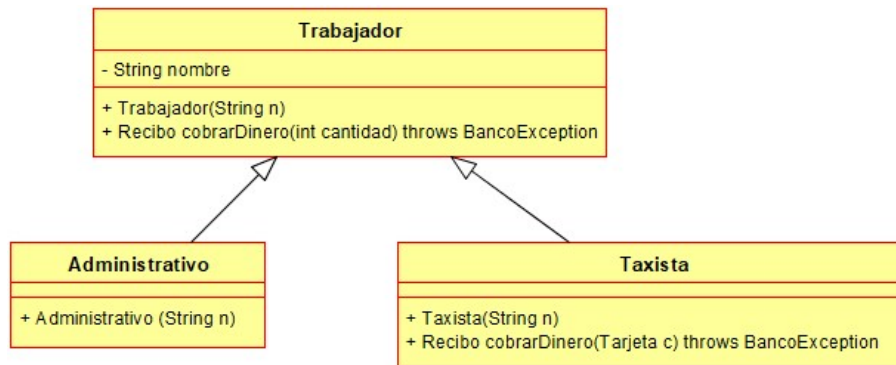 Trabajador
- String nombre
+ Trabajador(String n)
+ Recibo cobrarDinero(int cantidad) throws BancoException
Administrativo
+ Administrativo (String n)
Taxista
+ Taxista(String n)
+ Recibo cobrarDinero(Tarjeta c) throws BancoException